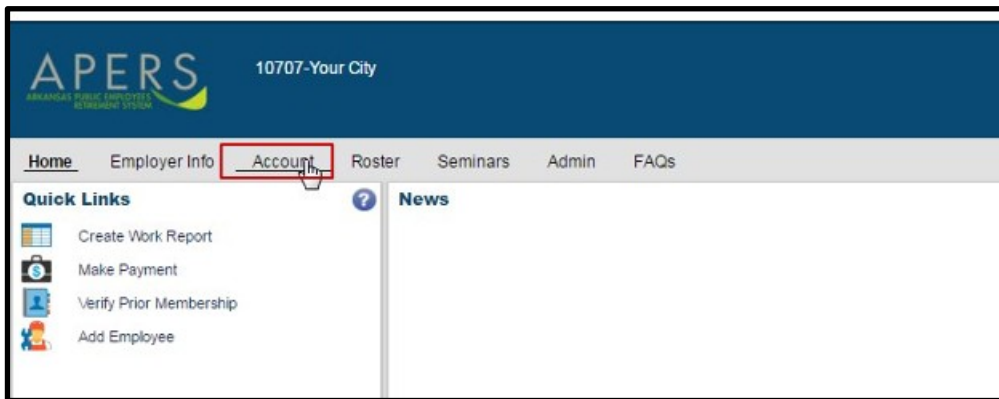 APERS
ARKANSAS PUBLIC EMPLOYEES
RETIREMENT SYSTEM
10707-Your City
Home Employer Info Account Roster Seminars Admin FAQs
Quick Links ? News
Create Work Report
Make Payment
Verify Prior Membership
Add Employee